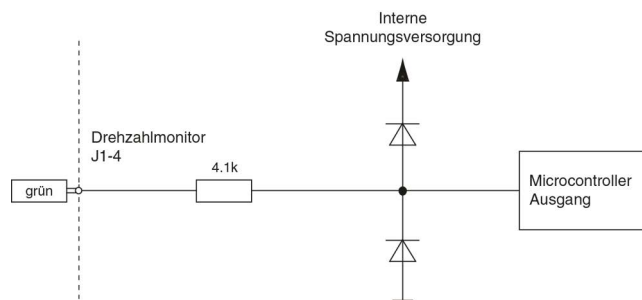 Interne
Spannungsversorgung
Drehzahlmonitor
J1-4
4.1k
grün
Microcontroller
Ausgang